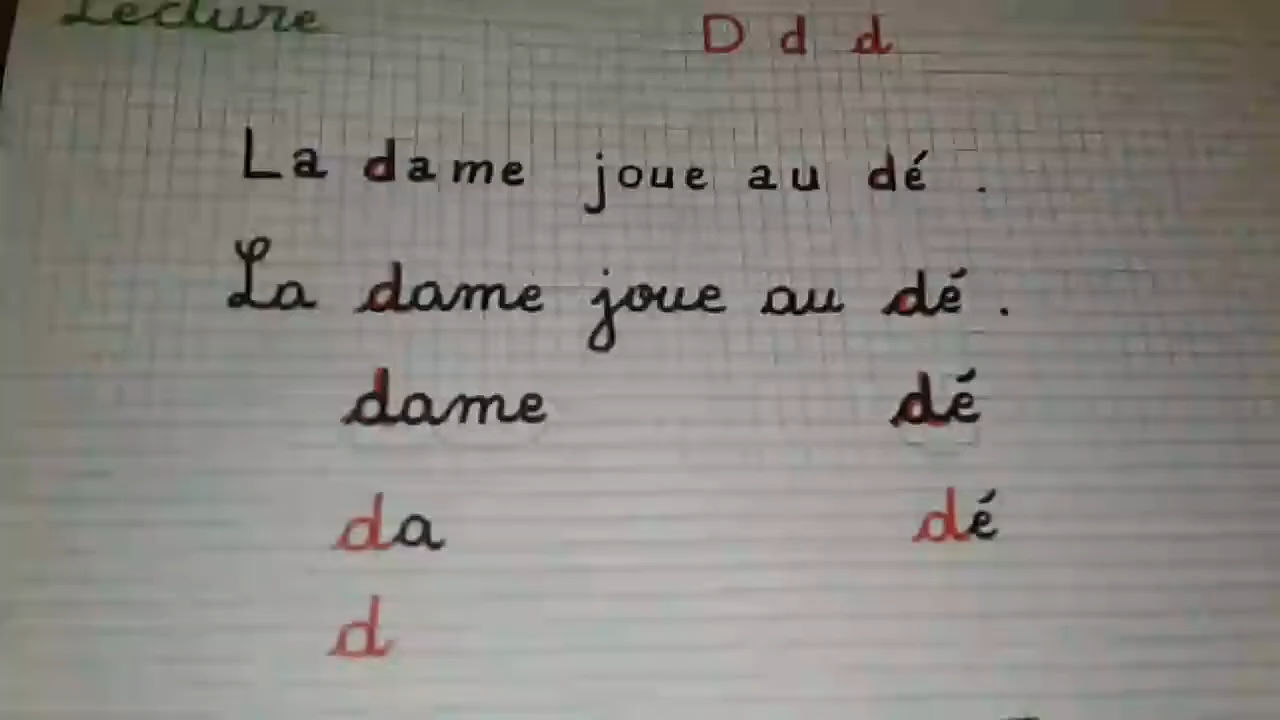 Lecture D d d
La dame joue au dé .
La dame joue au dé .
dame dé
da dé
d